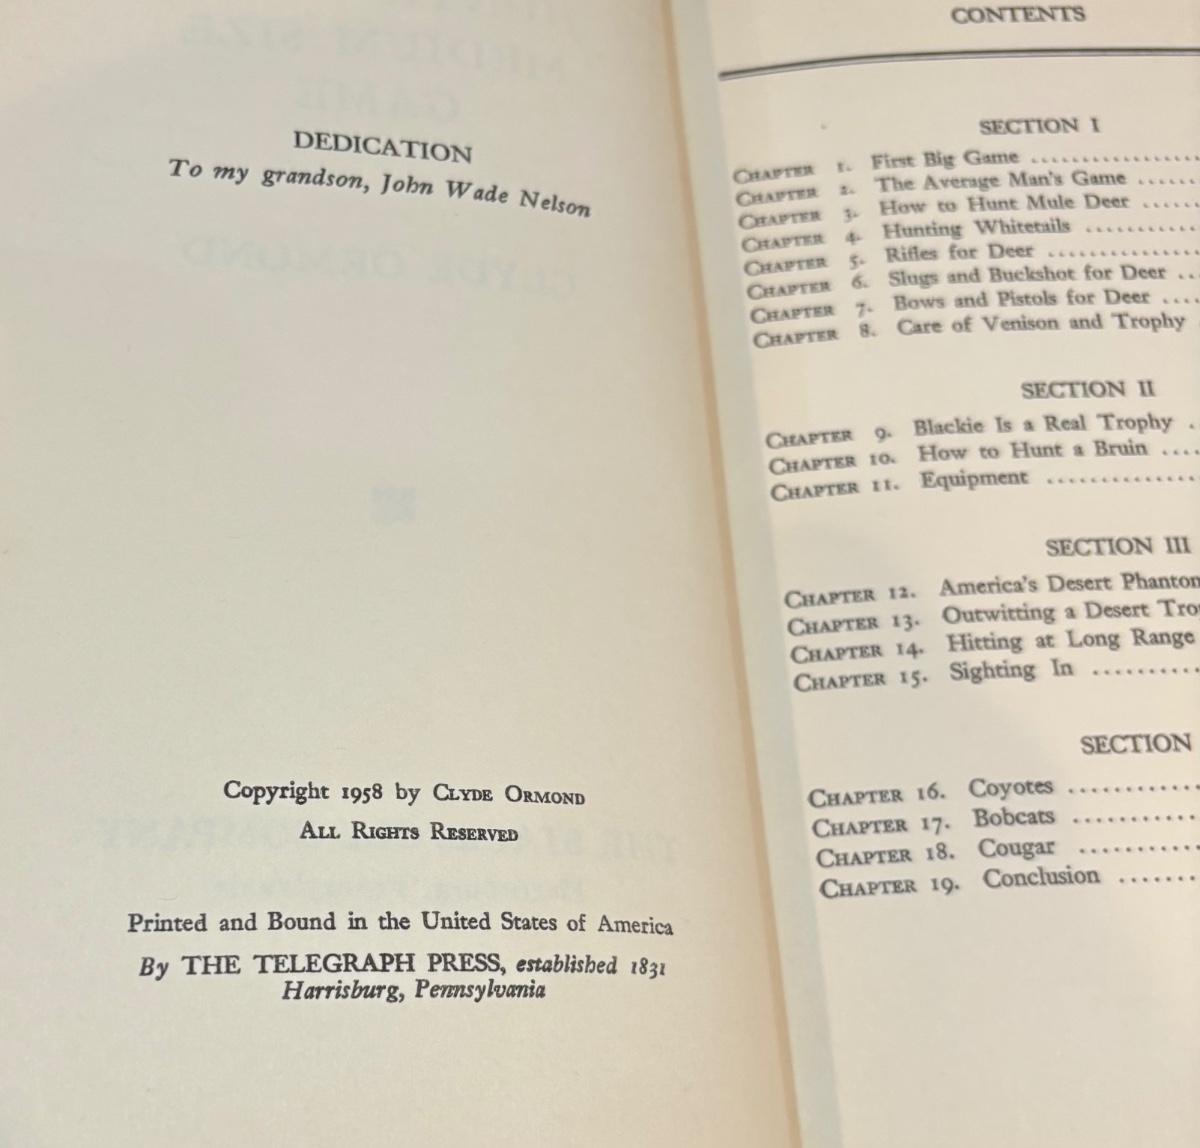 DEDICATION
To my grandson, John Wade Nelson
Copyright 1958 by CLYDE ORMOND
ALL RIGHTS RESERVED
Printed and Bound in the United States of America
By THE TELEGRAPH PRESS, established 1831
Harrisburg, Pennsylvania
CONTENTS
SECTION I
CHAPTER 1. First Big Game ................
CHAPTER 2. The Average Man's Game ......
CHAPTER 3. How to Hunt Mule Deer ......
CHAPTER 4. Hunting Whitetails ............
CHAPTER 5. Rifles for Deer ................
CHAPTER 6. Slugs and Buckshot for Deer ..
CHAPTER 7. Bows and Pistols for Deer ....
CHAPTER 8. Care of Venison and Trophy
SECTION II
CHAPTER 9. Blackie Is a Real Trophy .
CHAPTER 10. How to Hunt a Bruin ....
CHAPTER 11. Equipment ..............
SECTION III
CHAPTER 12. America's Desert Phantom
CHAPTER 13. Outwitting a Desert Tro
CHAPTER 14. Hitting at Long Range
CHAPTER 15. Sighting In ..........
SECTION
CHAPTER 16. Coyotes ............
CHAPTER 17. Bobcats ............
CHAPTER 18. Cougar ............
CHAPTER 19. Conclusion ........